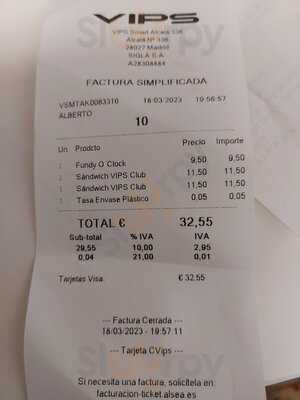 VIPS
VIPS Smart Alcalá 338
Alcalá Nº 338
28027 Madrid
SIGLA S.A.
A28308484
FACTURA SIMPLIFICADA
VSMTAK0083316 18/03/2023 19:56:57
ALBERTO
10
Un Prodcto Precio Importe
1 Fundy O´Clock 9,50 9,50
1 Sándwich VIPS Club 11,50 11,50
1 Sándwich VIPS Club 11,50 11,50
1 Tasa Envase Plástico 0,05 0,05
TOTAL € 32,55
Sub-total % IVA IVA
29,55 10,00 2,95
0,04 21,00 0,01
Tarjetas Visa € 32,55
--- Factura Cerrada ---
18/03/2023 - 19:57:11
--- Tarjeta CVips ---
Si necesita una factura, solicítela en
facturacion-ticket.alsea.es